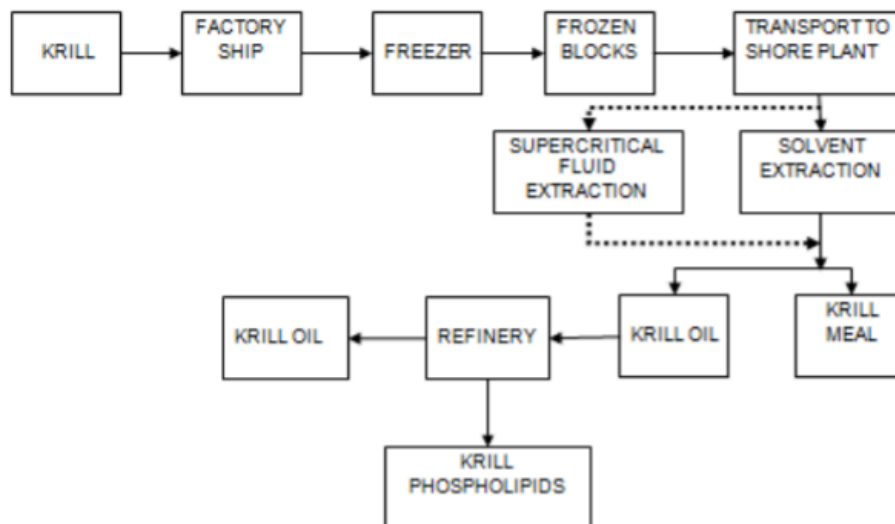 KRILL
FACTORY
SHIP
FREEZER
FROZEN
BLOCKS
TRANSPORT TO
SHORE PLANT
SUPERCRITICAL
FLUID
EXTRACTION
SOLVENT
EXTRACTION
KRILL OIL
REFINERY
KRILL OIL
KRILL
MEAL
KRILL
PHOSPHOLIPIDS